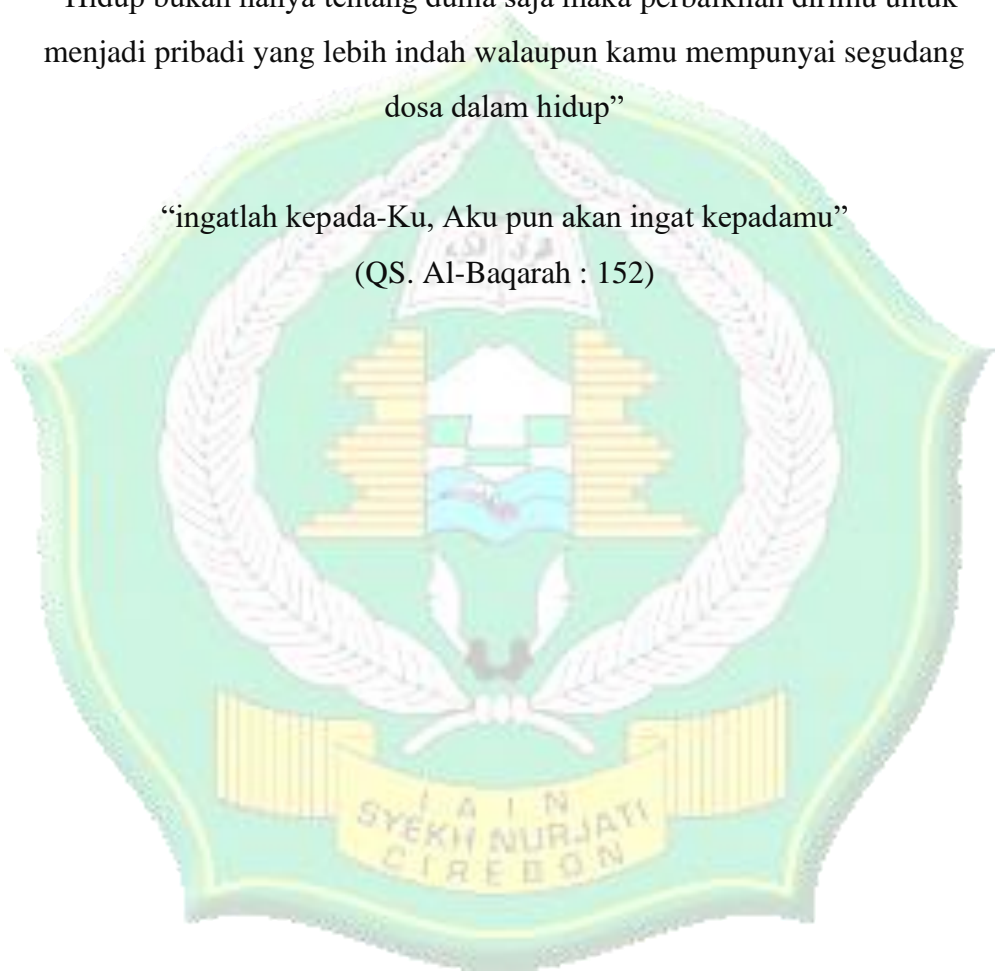 Hidup bukan hanya tentang dunia saja maka perbaikilah dirimu untuk
menjadi pribadi yang lebih indah walaupun kamu mempunyai segudang
dosa dalam hidup”
“ingatlah kepada-Ku, Aku pun akan ingat kepadamu”
(QS. Al-Baqarah : 152)
I A I N
SYEKH NURJATI
CIREBON